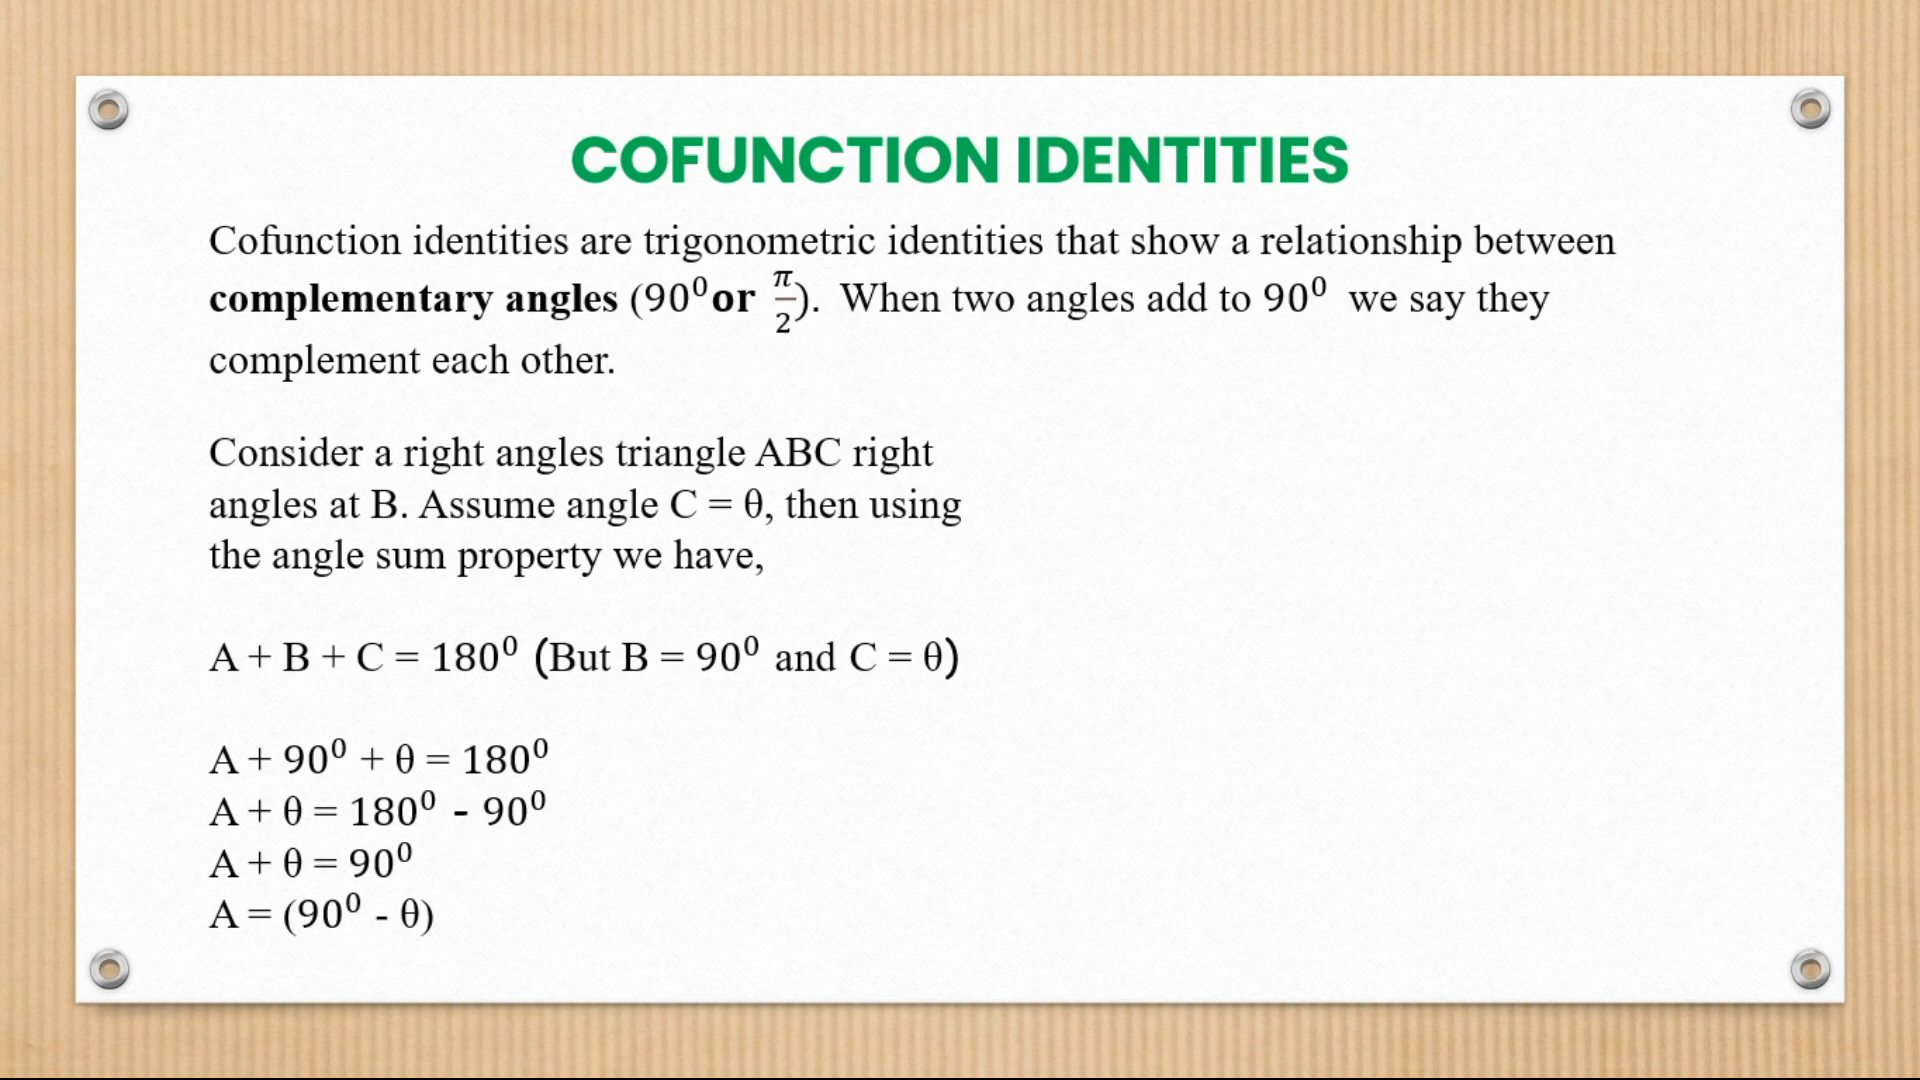 COFUNCTION IDENTITIES
Cofunction identities are trigonometric identities that show a relationship between
complementary angles (90⁰or π/2). When two angles add to 90⁰ we say they
complement each other.
Consider a right angles triangle ABC right
angles at B. Assume angle C = θ, then using
the angle sum property we have,
A + B + C = 180⁰ (But B = 90⁰ and C = θ)
A + 90⁰ + θ = 180⁰
A + θ = 180⁰ - 90⁰
A + θ = 90⁰
A = (90⁰ - θ)